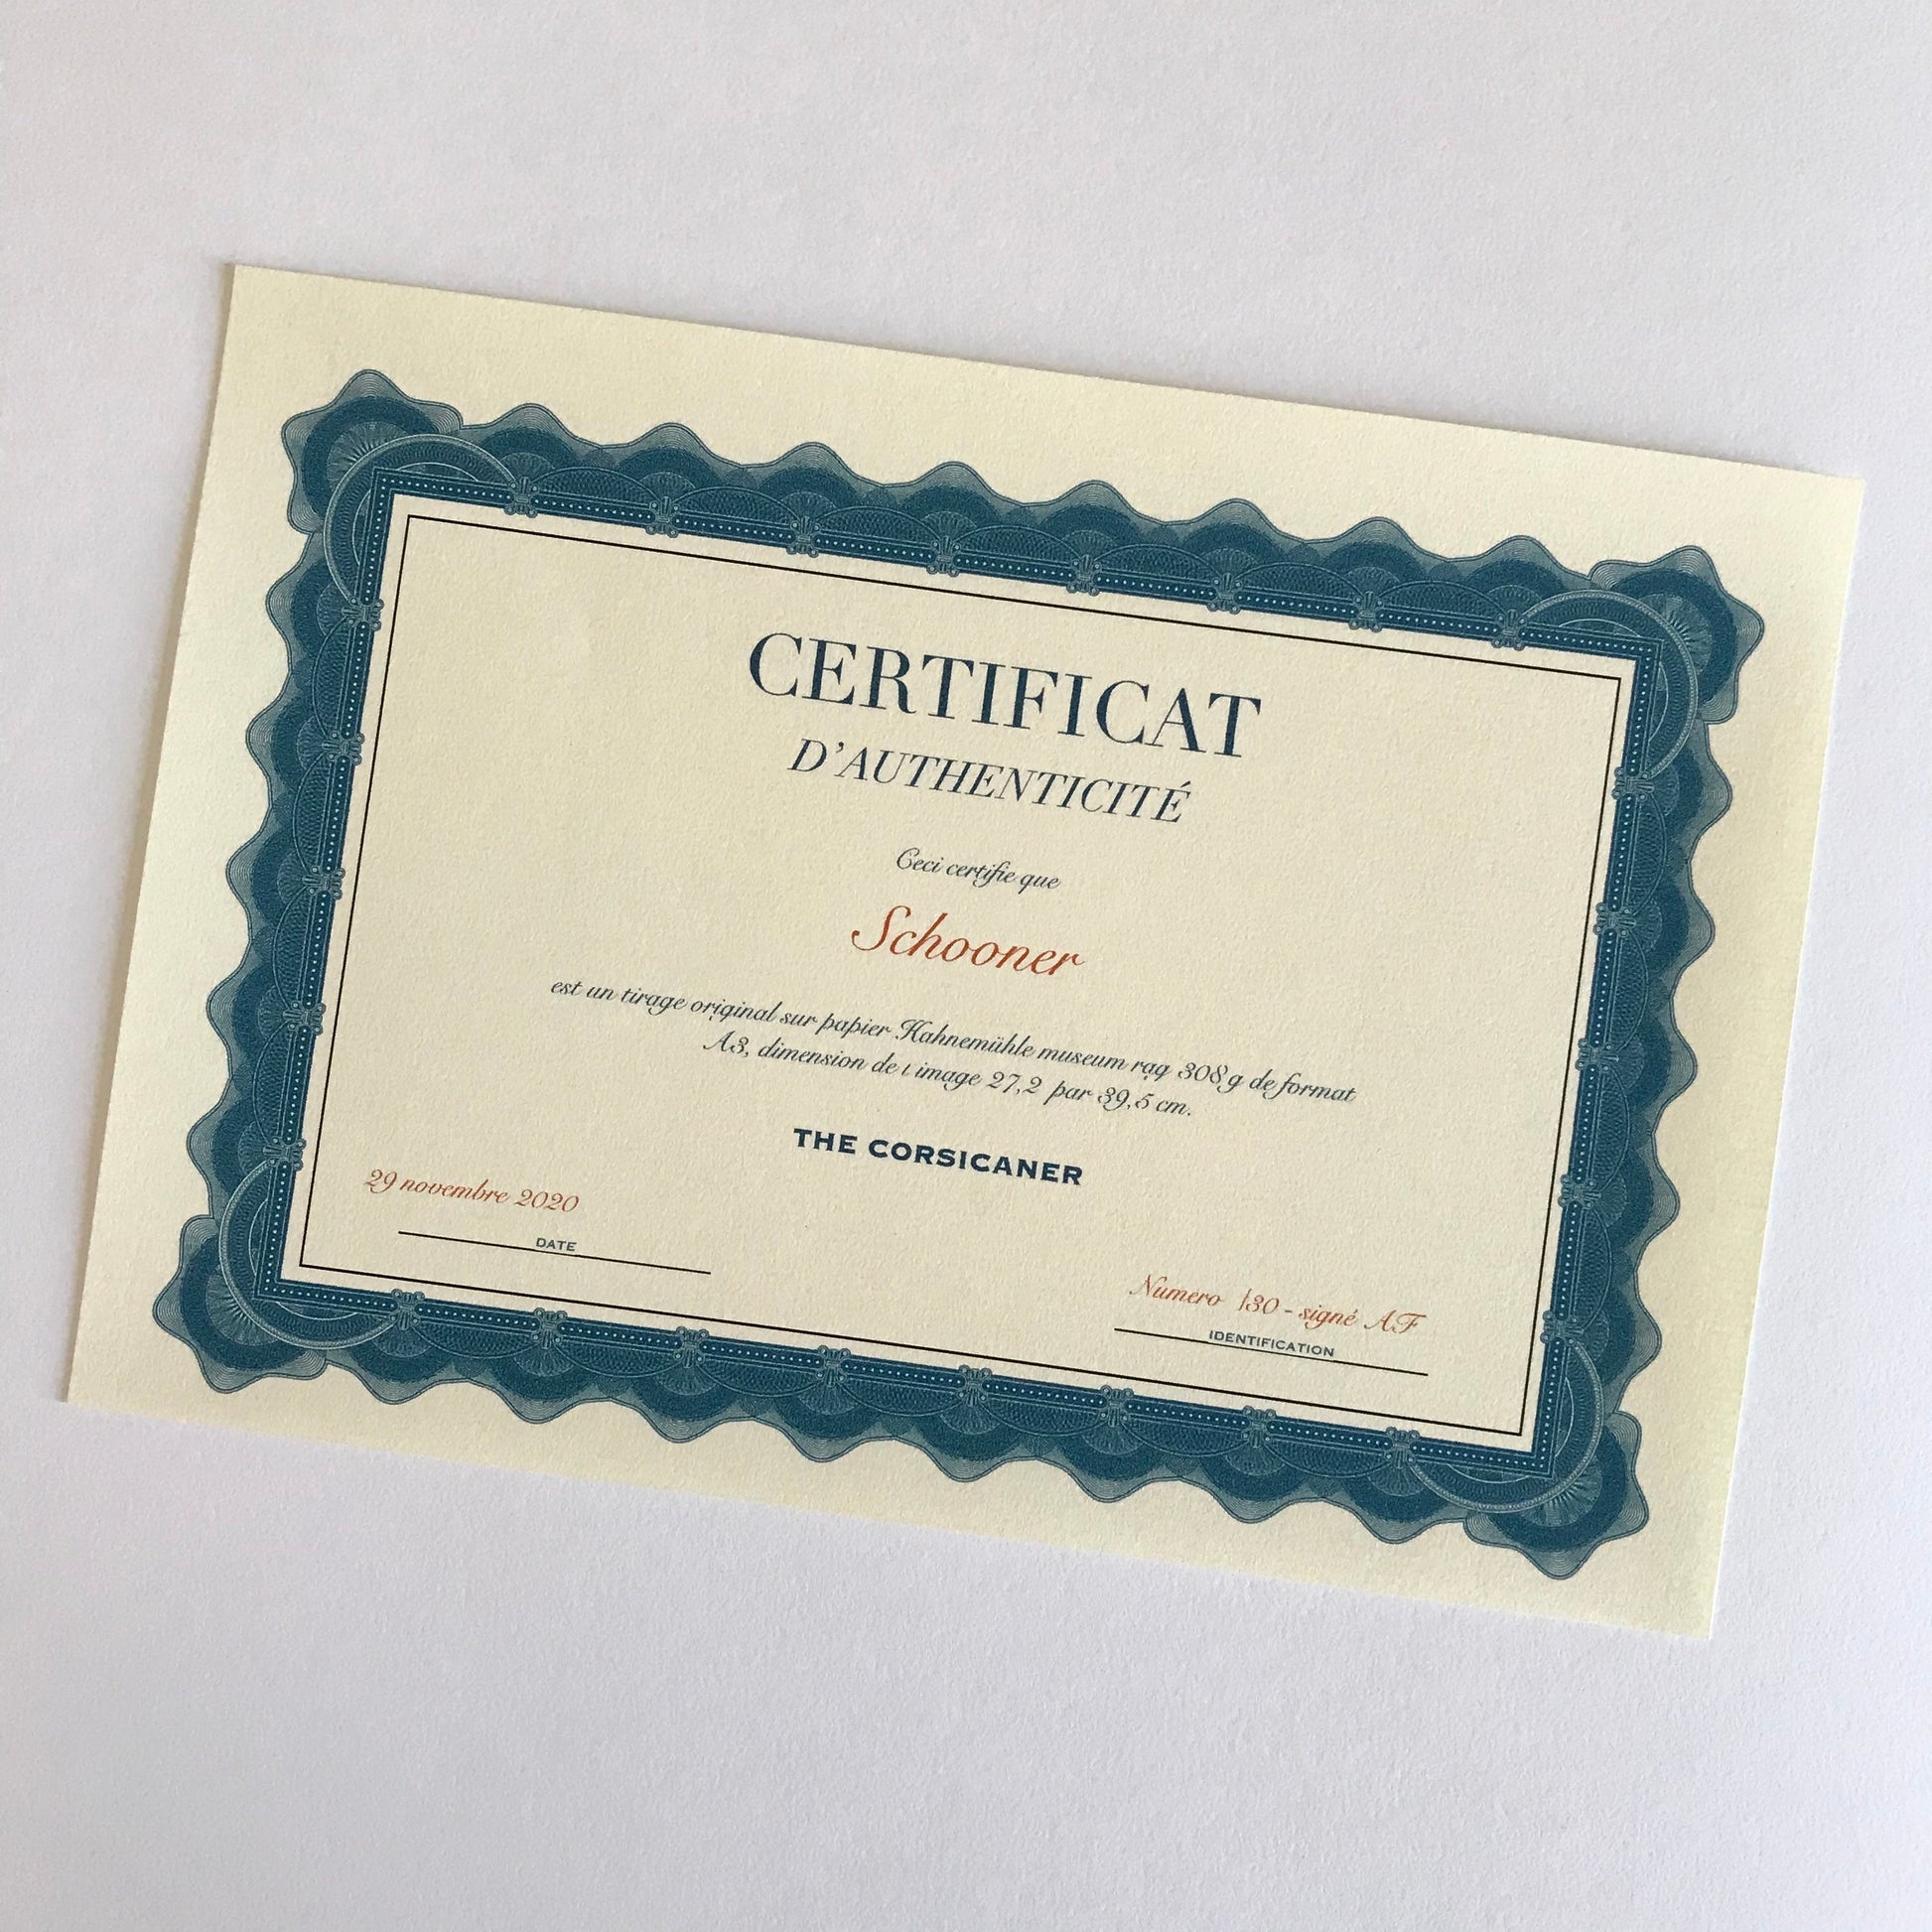 CERTIFICAT
D'AUTHENTICITÉ
Ceci certifie que
Schooner
est un tirage original sur papier Hahnemühle museum rag 308g de format
A3, dimension de l image 27,2 par 39,5 cm.
THE CORSICANER
29 novembre 2020
DATE
Numero /30 - signé AF
IDENTIFICATION